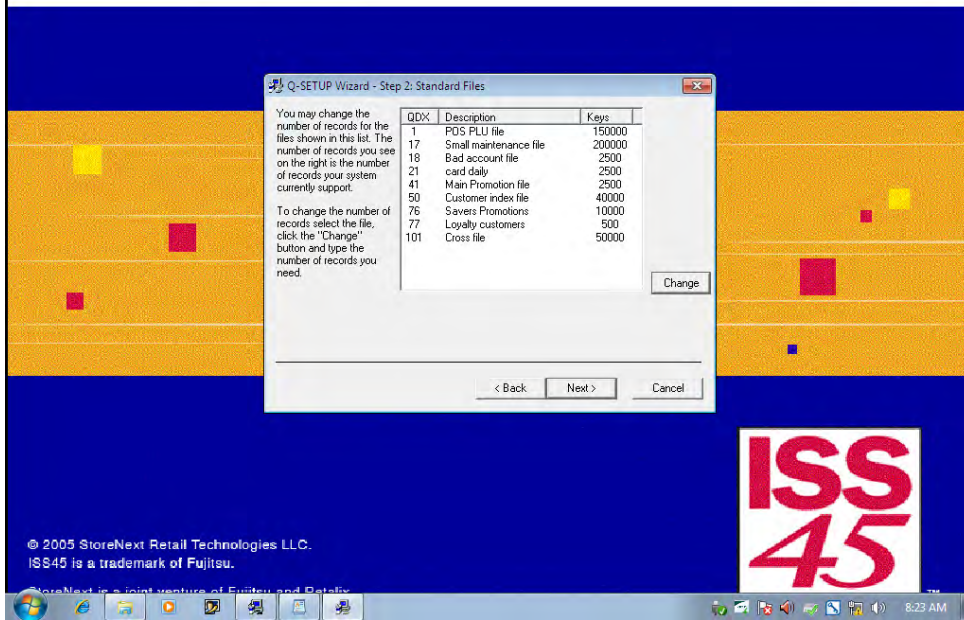 Q-SETUP Wizard - Step 2: Standard Files
You may change the
number of records for the
files shown in this list. The
number of records you see
on the right is the number
of records your system
currently support.
To change the number of
records select the file,
click the "Change"
button and type the
number of records you
need.
QDX Description Keys
1 POS PLU file 150000
17 Small maintenance file 200000
18 Bad account file 2500
21 card daily 2500
41 Main Promotion file 2500
50 Customer index file 40000
76 Savers Promotions 10000
77 Loyalty customers 500
101 Cross file 50000
Change
< Back Next > Cancel
ISS
45
TM
© 2005 StoreNext Retail Technologies LLC.
ISS45 is a trademark of Fujitsu.
StoreNext is a joint venture of Fujitsu and Retalix
8:23 AM